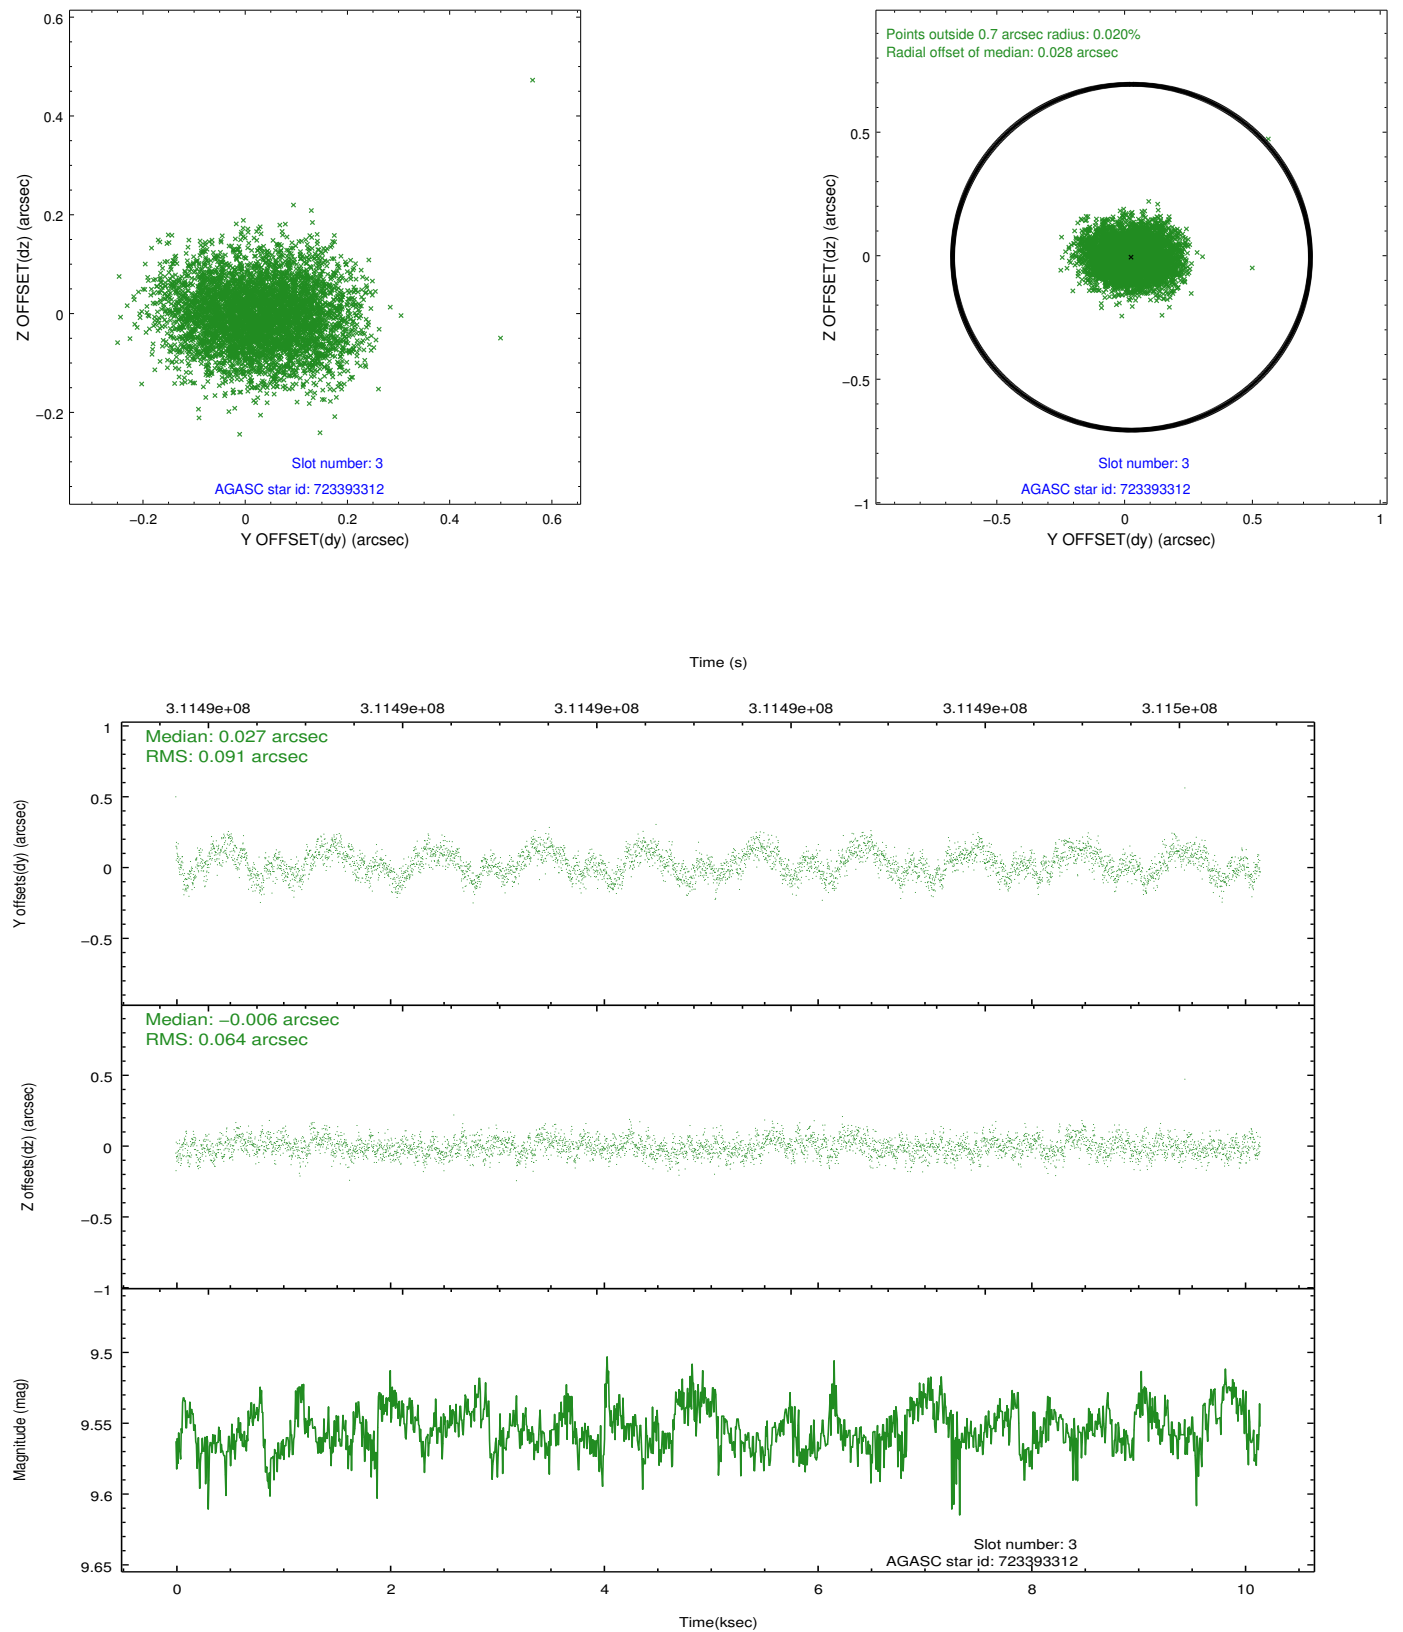 0.6
0.4
0.2
0
−0.2
Z OFFSET(dz) (arcsec)
Slot number: 3
AGASC star id: 723393312
−0.2 0 0.2 0.4 0.6
Y OFFSET(dy) (arcsec)
Points outside 0.7 arcsec radius: 0.020%
Radial offset of median: 0.028 arcsec
0.5
0
−0.5
−1
Z OFFSET(dz) (arcsec)
Slot number: 3
AGASC star id: 723393312
−0.5 0 0.5 1
Y OFFSET(dy) (arcsec)
Time (s)
3.1149e+08 3.1149e+08 3.1149e+08 3.1149e+08 3.1149e+08 3.115e+08
Median: 0.027 arcsec
RMS: 0.091 arcsec
1
0.5
0
−0.5
Y offsets(dy) (arcsec)
Median: −0.006 arcsec
RMS: 0.064 arcsec
0.5
0
−0.5
−1
Z offsets(dz) (arcsec)
9.5
9.55
9.6
9.65
Magnitude (mag)
Slot number: 3
AGASC star id: 723393312
0 2 4 6 8 10
Time(ksec)